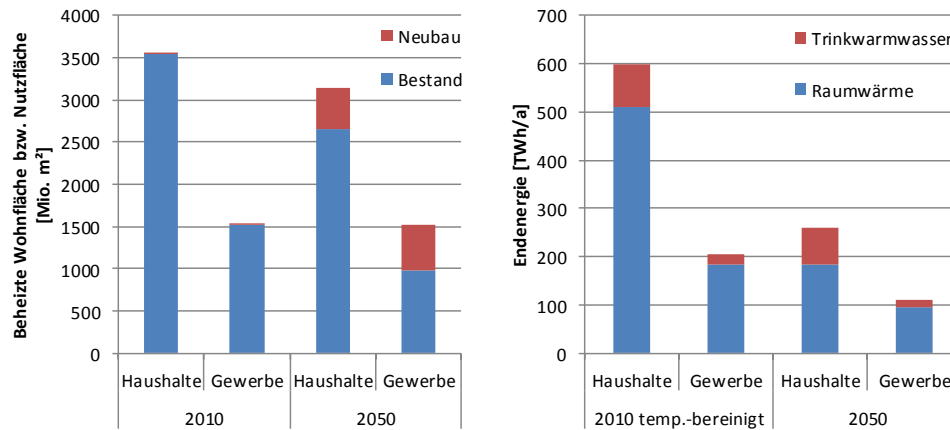 Beheizte Wohnfläche bzw. Nutzfläche
[Mio. m²]
4000
3500
3000
2500
2000
1500
1000
500
0
Neubau
Bestand
Haushalte
Gewerbe
Haushalte
Gewerbe
2010
2050
Endenergie [TWh/a]
700
600
500
400
300
200
100
0
Trinkwarmwasser
Raumwärme
Haushalte
Gewerbe
Haushalte
Gewerbe
2010 temp.-bereinigt
2050